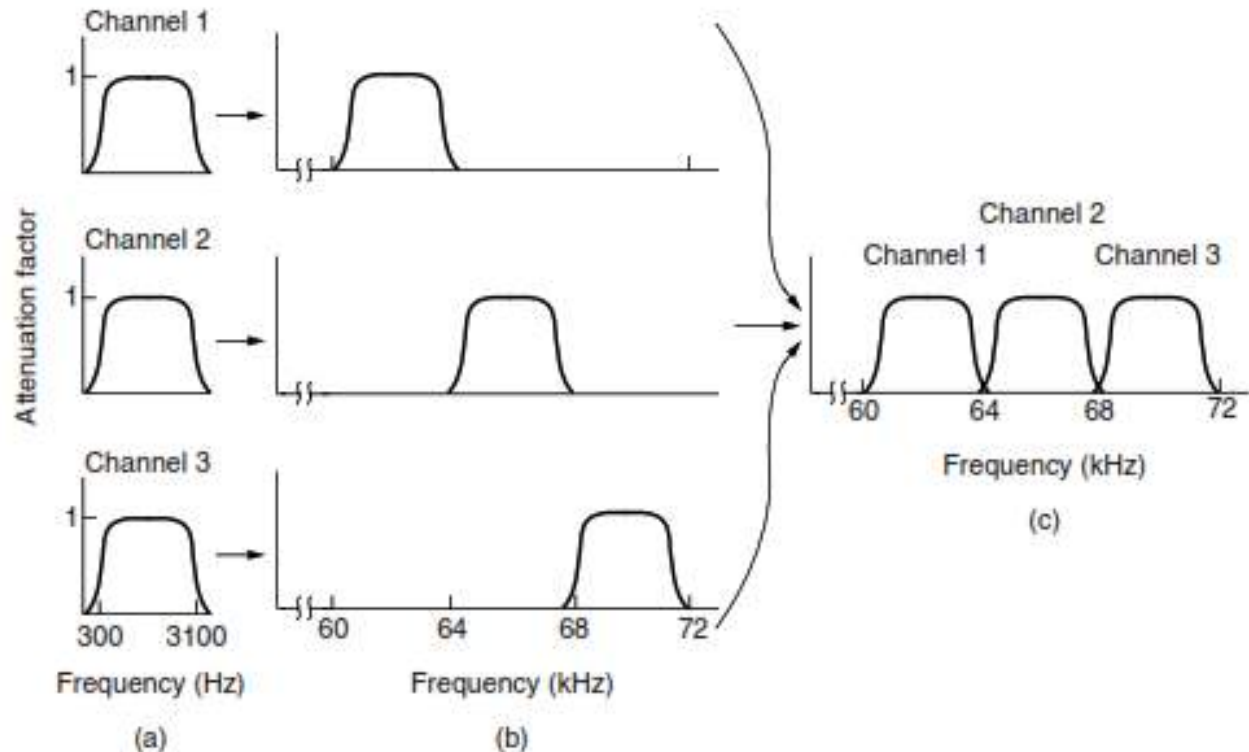 Channel 1
1
Channel 2
1
Channel 3
1
300 3100
Frequency (Hz)
(a)
Attenuation factor
60 64 68 72
Frequency (kHz)
(b)
Channel 2
Channel 1 Channel 3
60 64 68 72
Frequency (kHz)
(c)